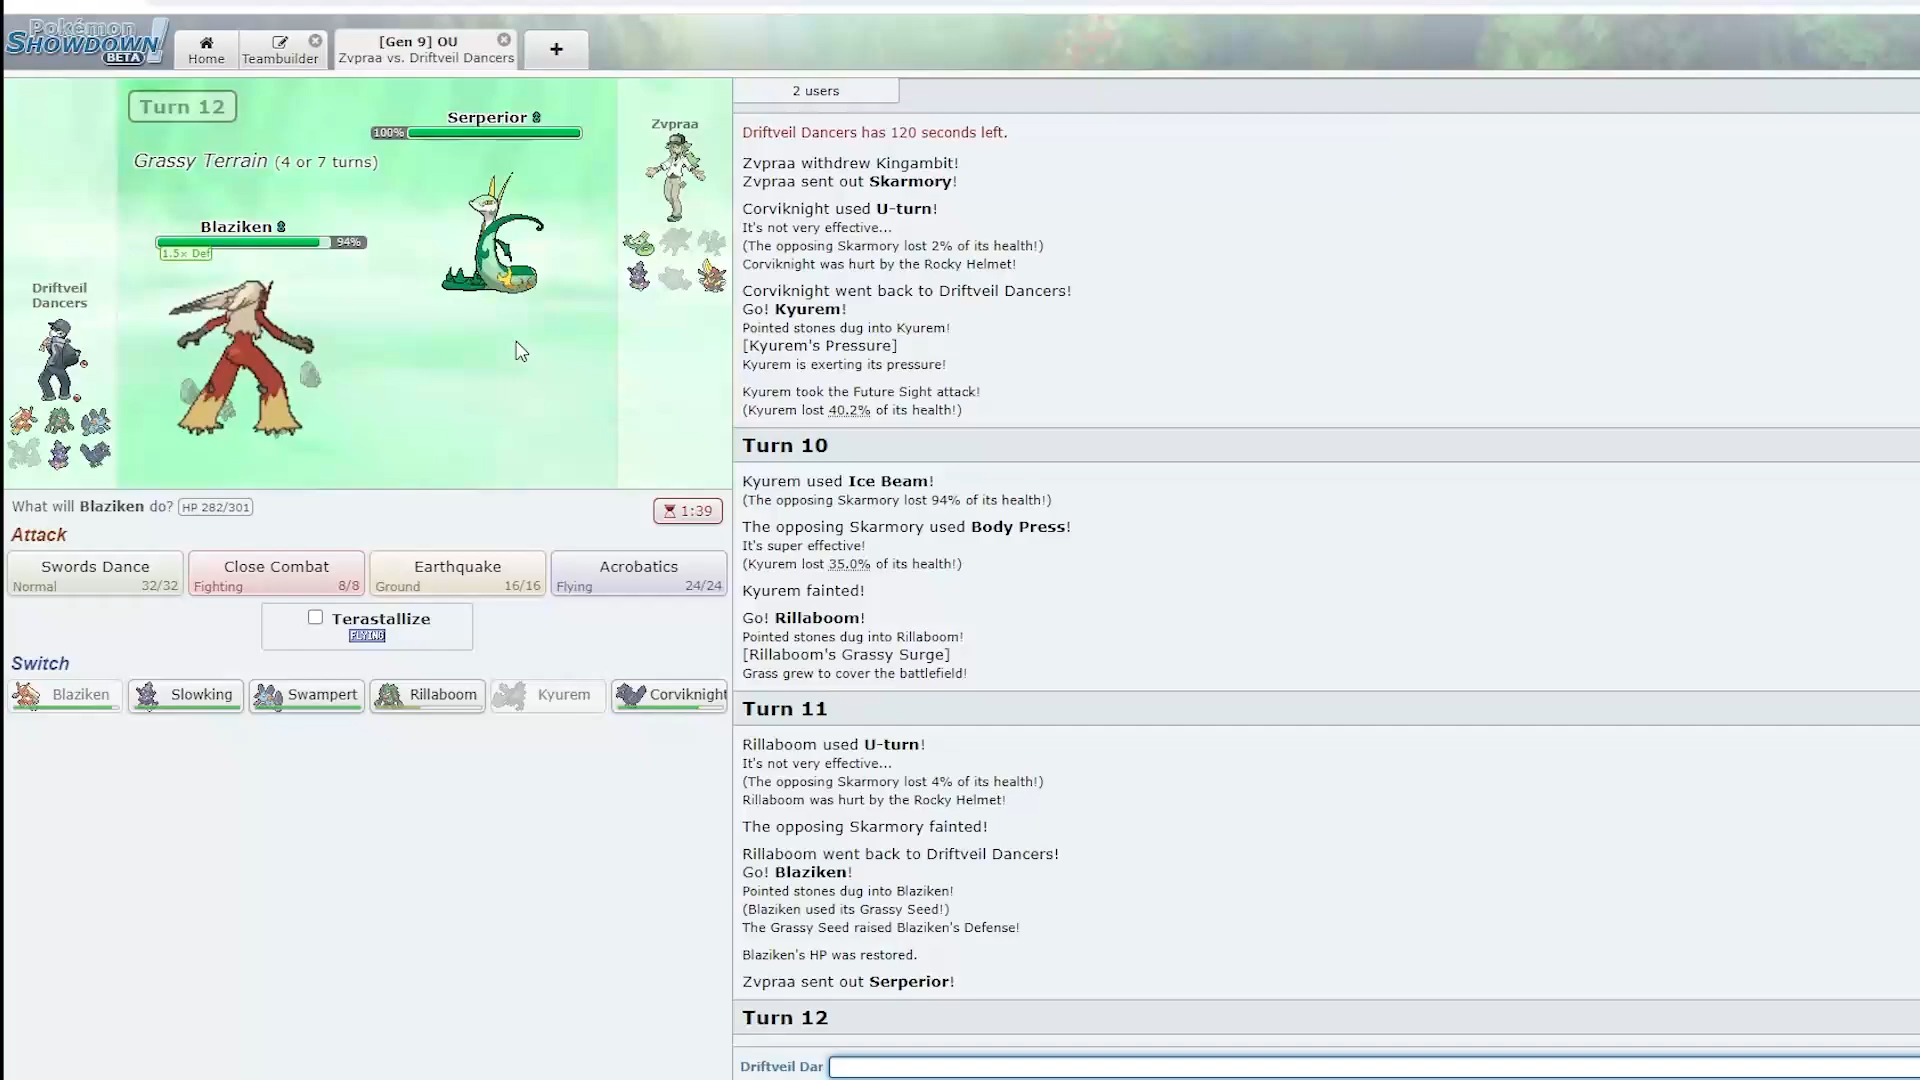 Pokémon
SHOWDOWN!
BETA
Home
Teambuilder
[Gen 9] OU
Zvpraa vs. Driftveil Dancers
+
Turn 12
Serperior
100%
Grassy Terrain (4 or 7 turns)
Blaziken
94%
1.5× Def
Zvpraa
Driftveil
Dancers
What will Blaziken do? HP 282/301
1:39
Attack
Swords Dance
Normal 32/32
Close Combat
Fighting 8/8
Earthquake
Ground 16/16
Acrobatics
Flying 24/24
Terastallize
FLYING
Switch
Blaziken
Slowking
Swampert
Rillaboom
Kyurem
Corviknight
2 users
Driftveil Dancers has 120 seconds left.
Zvpraa withdrew Kingambit!
Zvpraa sent out Skarmory!
Corviknight used U-turn!
It's not very effective...
(The opposing Skarmory lost 2% of its health!)
Corviknight was hurt by the Rocky Helmet!
Corviknight went back to Driftveil Dancers!
Go! Kyurem!
Pointed stones dug into Kyurem!
[Kyurem's Pressure]
Kyurem is exerting its pressure!
Kyurem took the Future Sight attack!
(Kyurem lost 40.2% of its health!)
Turn 10
Kyurem used Ice Beam!
(The opposing Skarmory lost 94% of its health!)
The opposing Skarmory used Body Press!
It's super effective!
(Kyurem lost 35.0% of its health!)
Kyurem fainted!
Go! Rillaboom!
Pointed stones dug into Rillaboom!
[Rillaboom's Grassy Surge]
Grass grew to cover the battlefield!
Turn 11
Rillaboom used U-turn!
It's not very effective...
(The opposing Skarmory lost 4% of its health!)
Rillaboom was hurt by the Rocky Helmet!
The opposing Skarmory fainted!
Rillaboom went back to Driftveil Dancers!
Go! Blaziken!
Pointed stones dug into Blaziken!
(Blaziken used its Grassy Seed!)
The Grassy Seed raised Blaziken's Defense!
Blaziken's HP was restored.
Zvpraa sent out Serperior!
Turn 12
Driftveil Dar